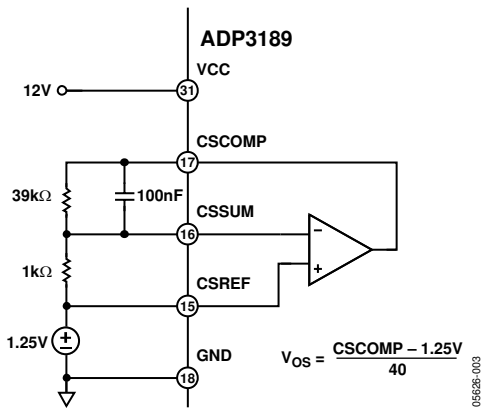 ADP3189
VCC
12V
31
CSCOMP
17
39kΩ
100nF
CSSUM
16
–
1kΩ
+
CSREF
15
1.25V
GND
18
V_OS = CSCOMP – 1.25V
40
05626-003